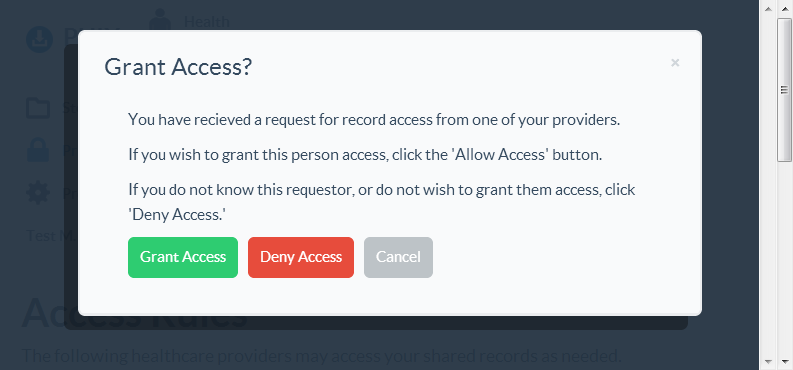 Health
Grant Access?
×
You have recieved a request for record access from one of your providers.
If you wish to grant this person access, click the 'Allow Access' button.
If you do not know this requestor, or do not wish to grant them access, click
'Deny Access.'
Grant Access Deny Access Cancel
Access Rules
The following healthcare providers may access your shared records as needed.